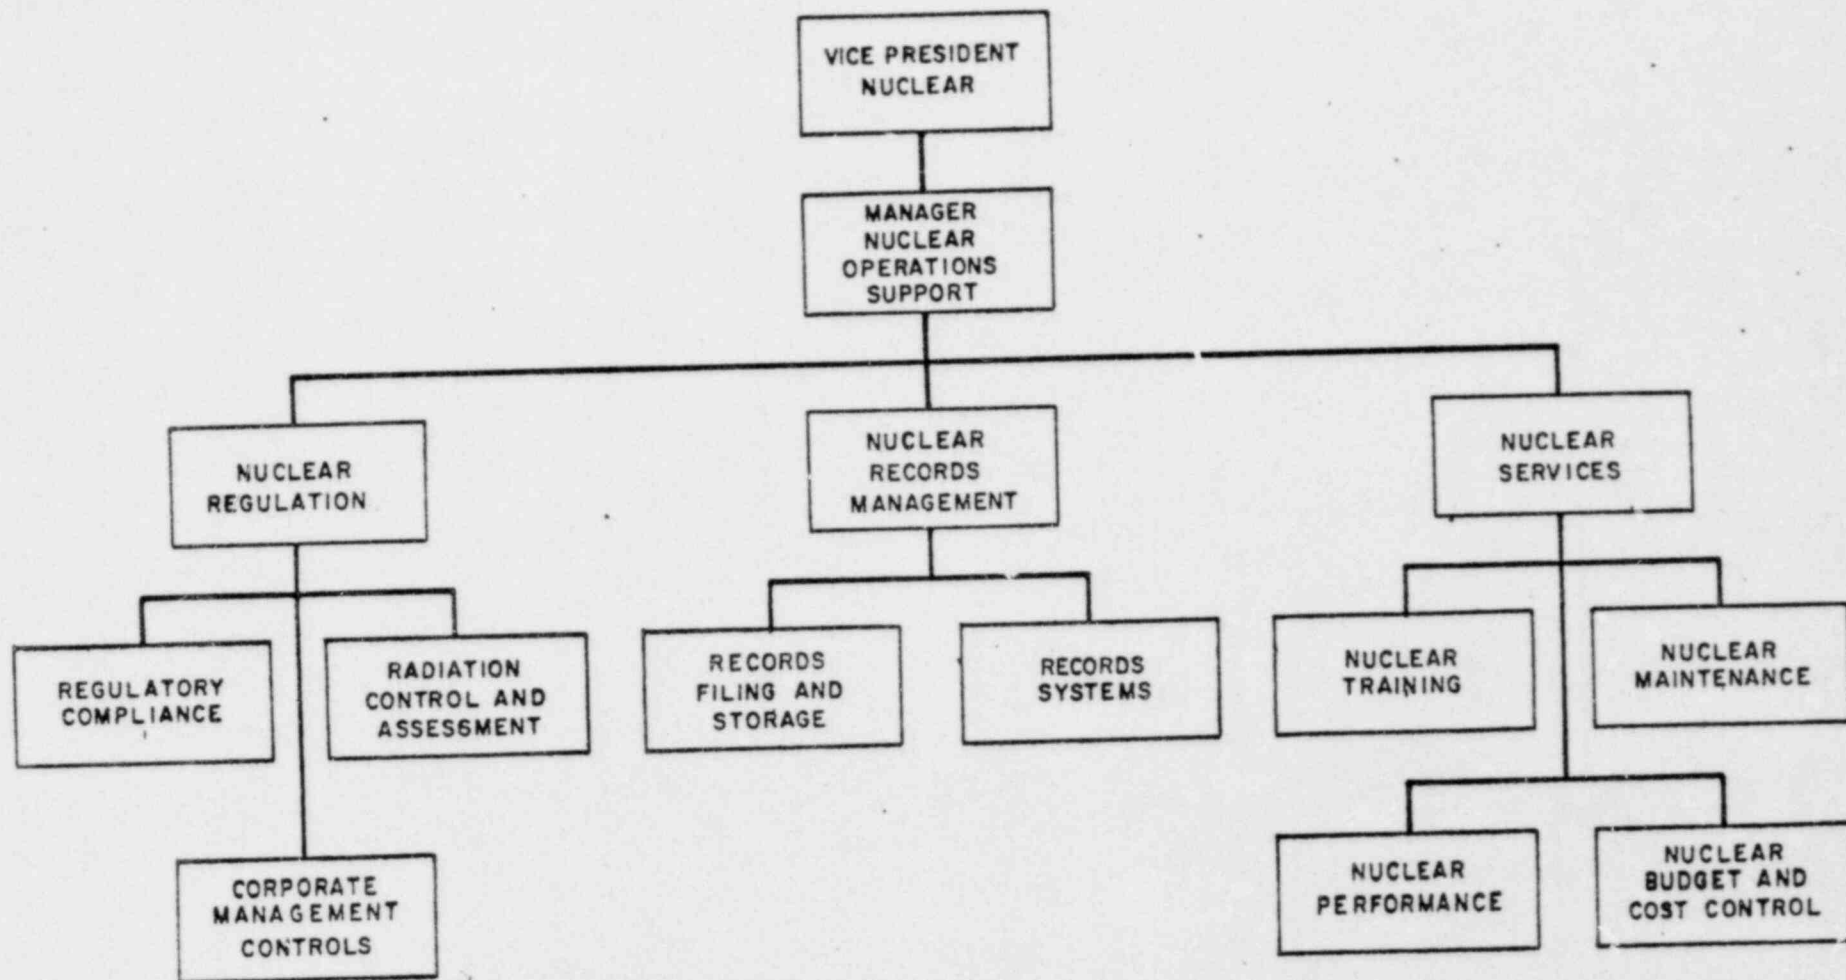 VICE PRESIDENT
NUCLEAR
MANAGER
NUCLEAR
OPERATIONS
SUPPORT
NUCLEAR
REGULATION
NUCLEAR
RECORDS
MANAGEMENT
NUCLEAR
SERVICES
REGULATORY
COMPLIANCE
RADIATION
CONTROL AND
ASSESSMENT
RECORDS
FILING AND
STORAGE
RECORDS
SYSTEMS
NUCLEAR
TRAINING
NUCLEAR
MAINTENANCE
CORPORATE
MANAGEMENT
CONTROLS
NUCLEAR
PERFORMANCE
NUCLEAR
BUDGET AND
COST CONTROL